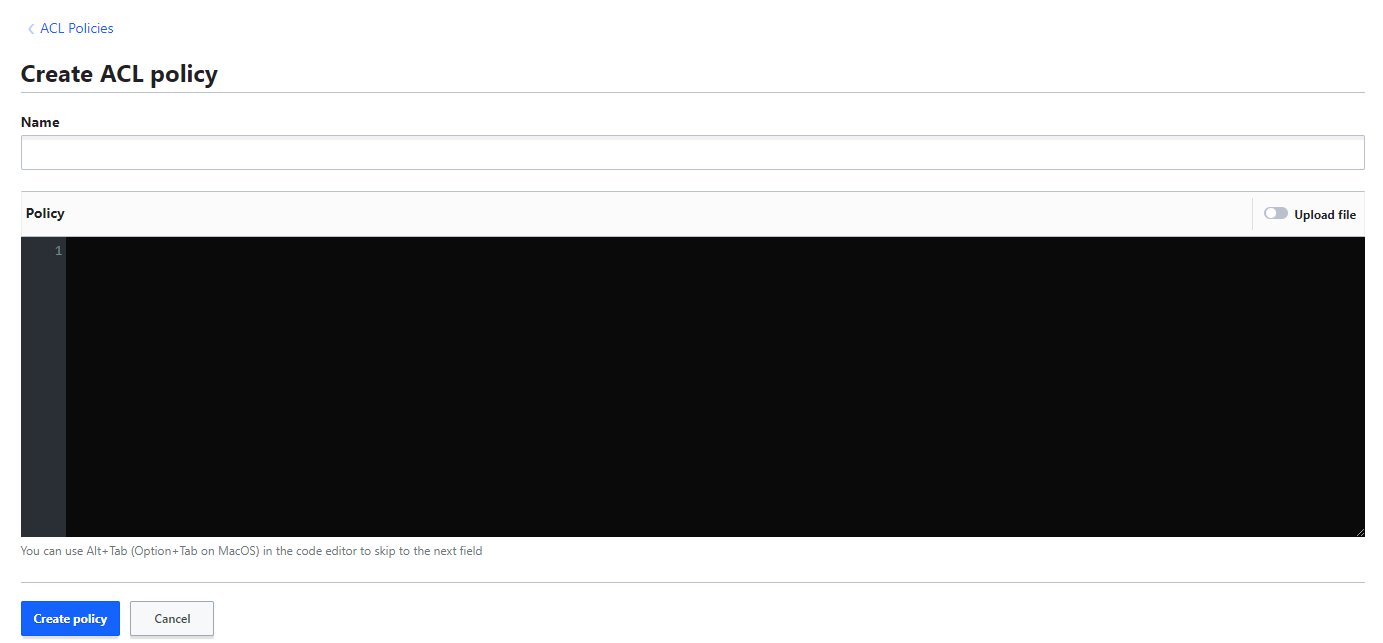 ACL Policies
Create ACL policy
Name
Policy
Upload file
1
You can use Alt+Tab (Option+Tab on MacOS) in the code editor to skip to the next field
Create policy
Cancel